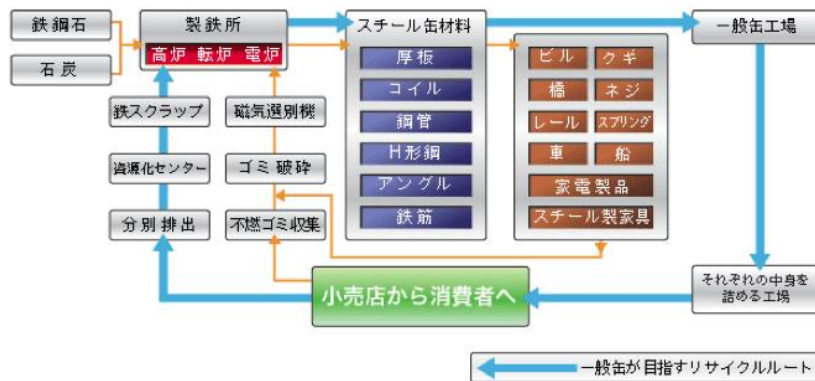 鉄鋼石
石炭
製鉄所
高炉 転炉 電炉
鉄スクラップ
資源化センター
分別排出
磁気選別機
ゴミ破砕
不燃ゴミ収集
スチール缶材料
厚板
コイル
鋼管
H形鋼
アングル
鉄筋
ビル
クギ
橋
ネジ
レール
スプリング
車
船
家電製品
スチール製家具
一般缶工場
それぞれの中身を
詰める工場
小売店から消費者へ
一般缶が目指すリサイクルルート